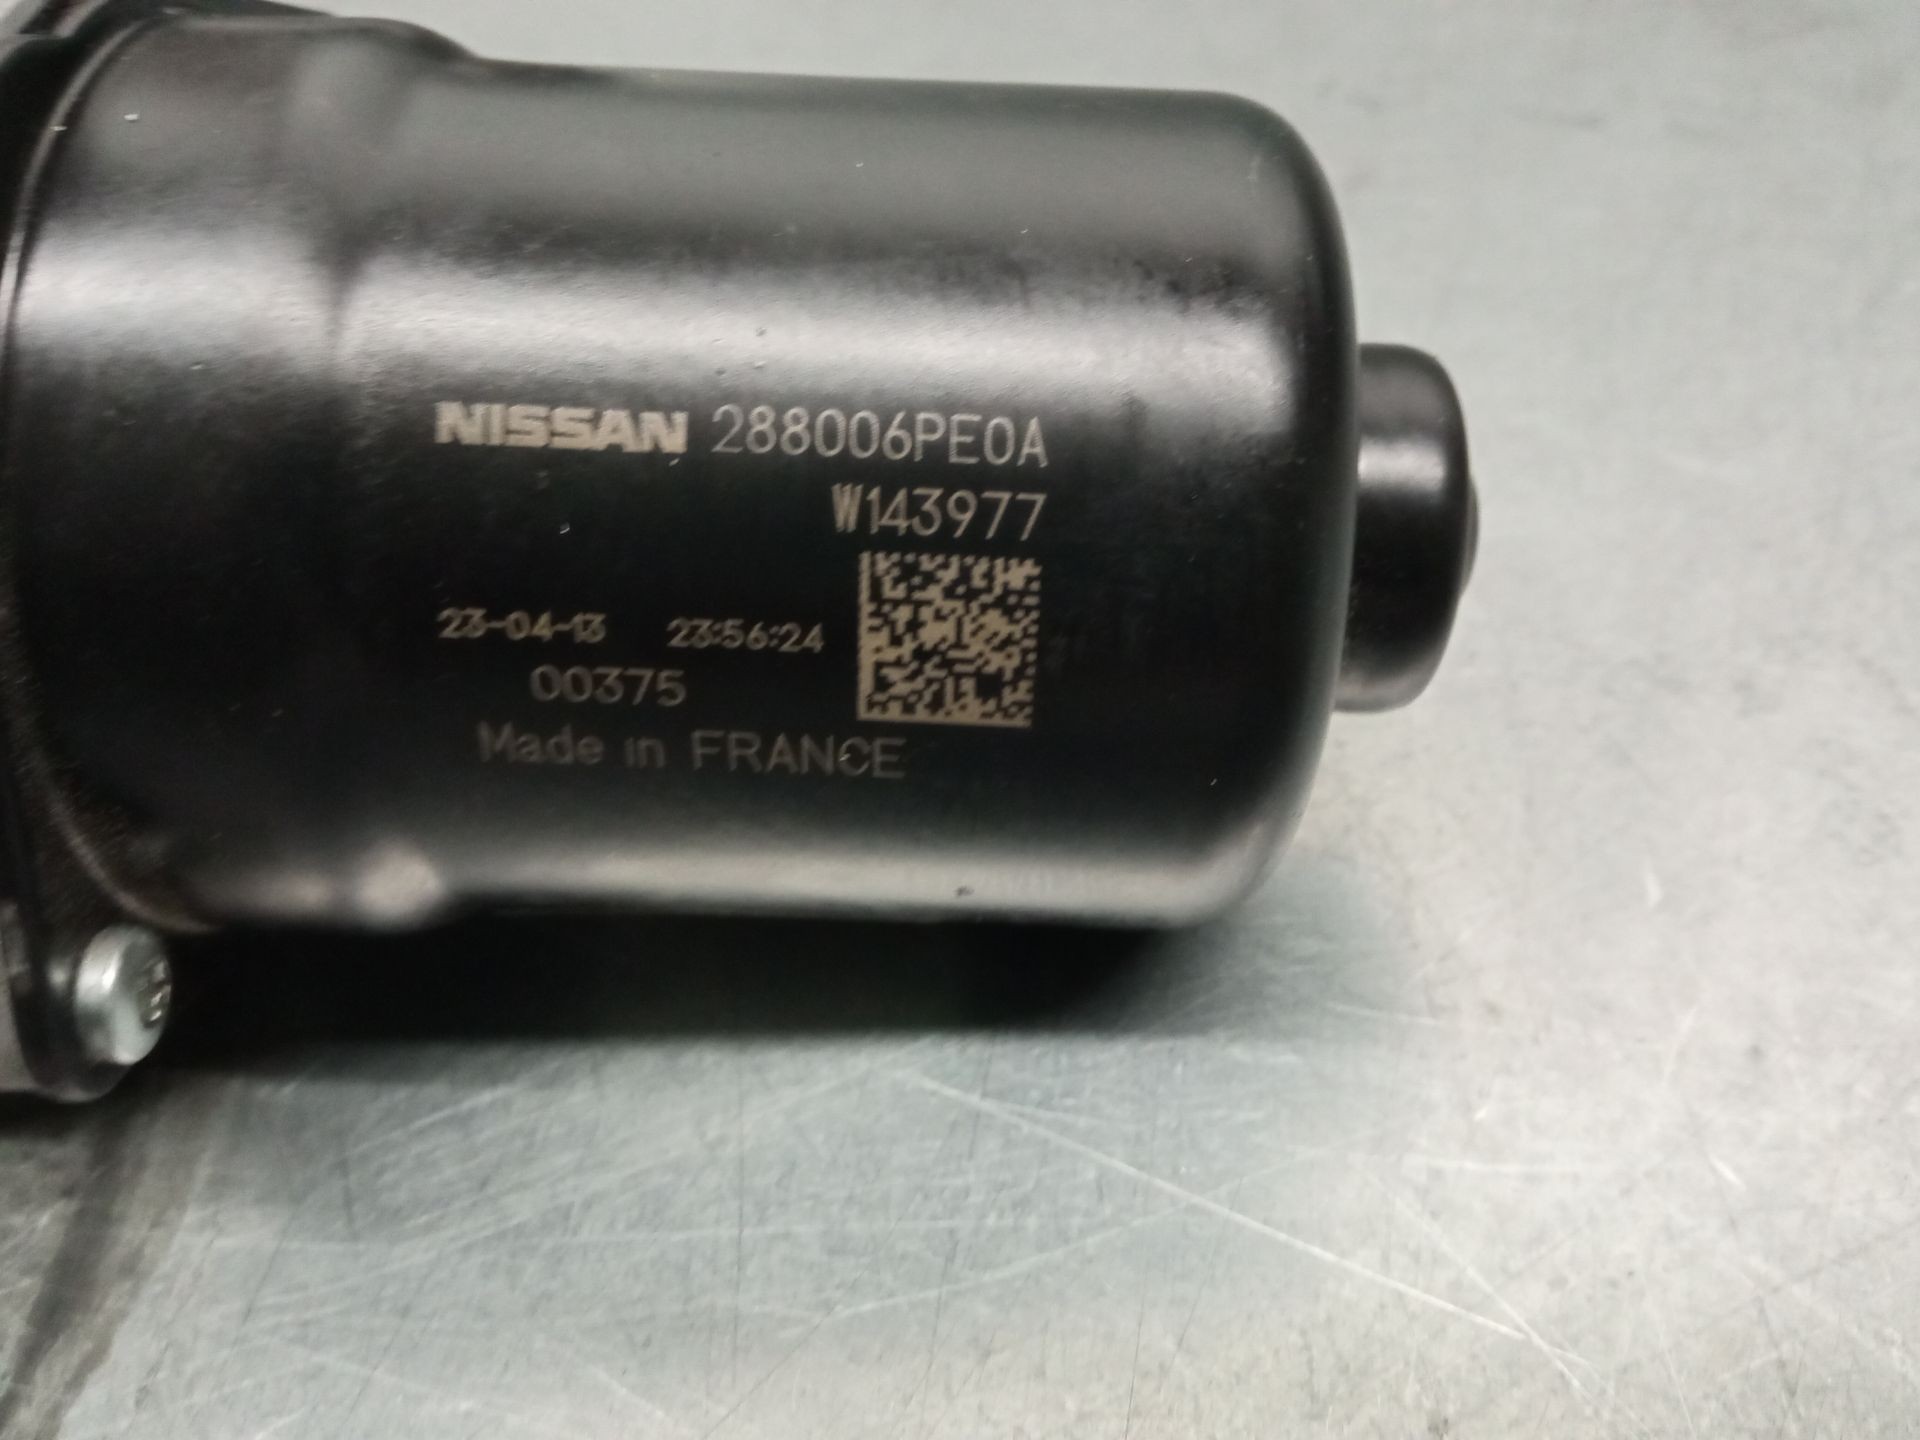 NISSAN 288006PE0A
W143977
23-04-13 23:56:24
00375
Made in FRANCE